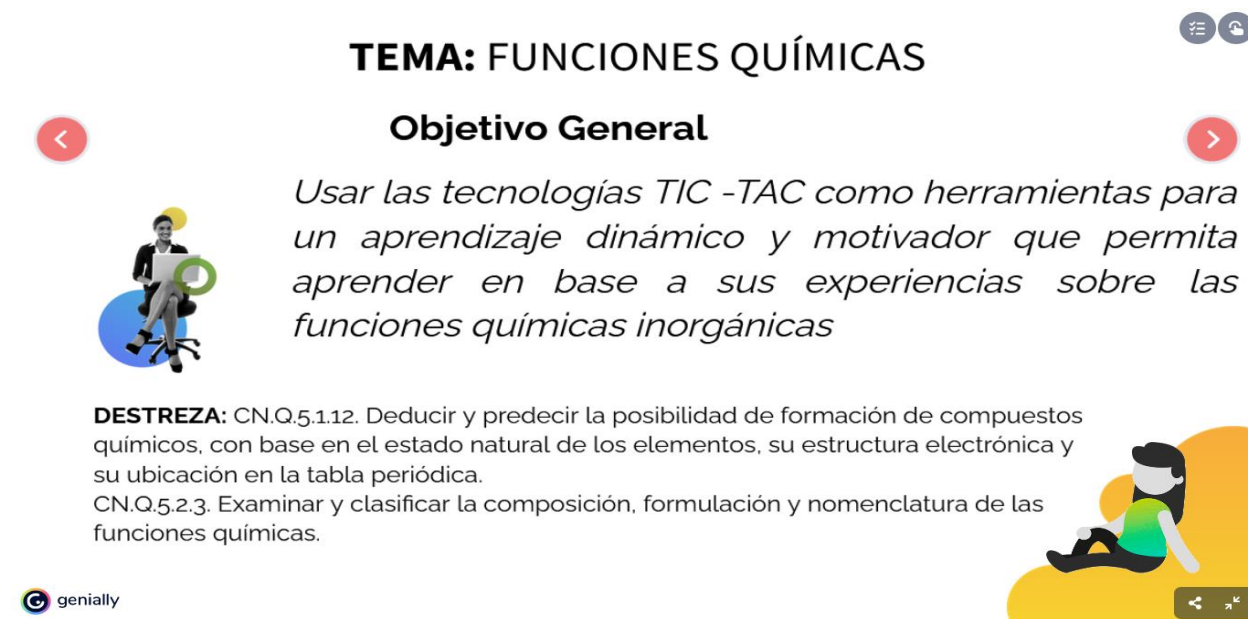 TEMA: FUNCIONES QUÍMICAS
Objetivo General
Usar las tecnologías TIC -TAC como herramientas para
un aprendizaje dinámico y motivador que permita
aprender en base a sus experiencias sobre las
funciones químicas inorgánicas
DESTREZA: CN.Q.5.1.12. Deducir y predecir la posibilidad de formación de compuestos
químicos, con base en el estado natural de los elementos, su estructura electrónica y
su ubicación en la tabla periódica.
CN.Q.5.2.3. Examinar y clasificar la composición, formulación y nomenclatura de las
funciones químicas.
genially